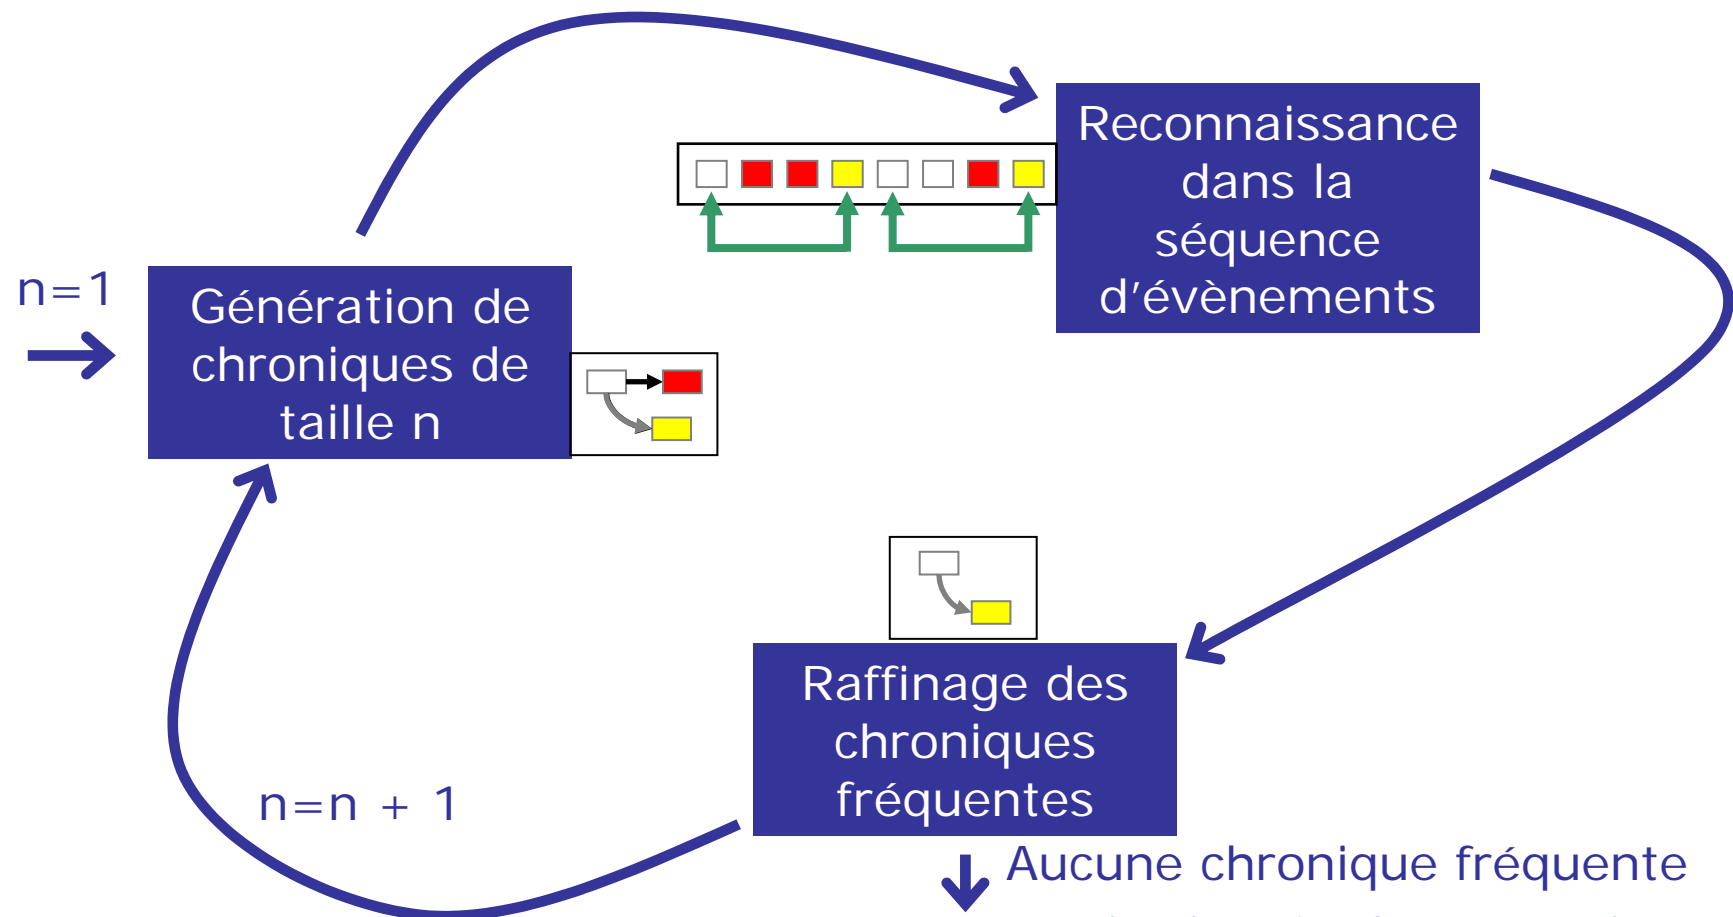 Reconnaissance
dans la
séquence
d’évènements
n=1
Génération de
chroniques de
taille n
Raffinage des
chroniques
fréquentes
n=n + 1
Aucune chronique fréquente